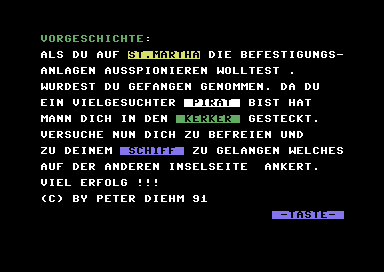 VORGESCHICHTE:
ALS DU AUF ST.MARTHA DIE BEFESTIGUNGS-
ANLAGEN AUSSPIONIEREN WOLLTEST .
WURDEST DU GEFANGEN GENOMMEN. DA DU
EIN VIELGESUCHTER PIRAT BIST HAT
MANN DICH IN DEN KERKER GESTECKT.
VERSUCHE NUN DICH ZU BEFREIEN UND
ZU DEINEM SCHIFF ZU GELANGEN WELCHES
AUF DER ANDEREN INSELSEITE ANKERT.
VIEL ERFOLG !!!
(C) BY PETER DIEHM 91
-TASTE-